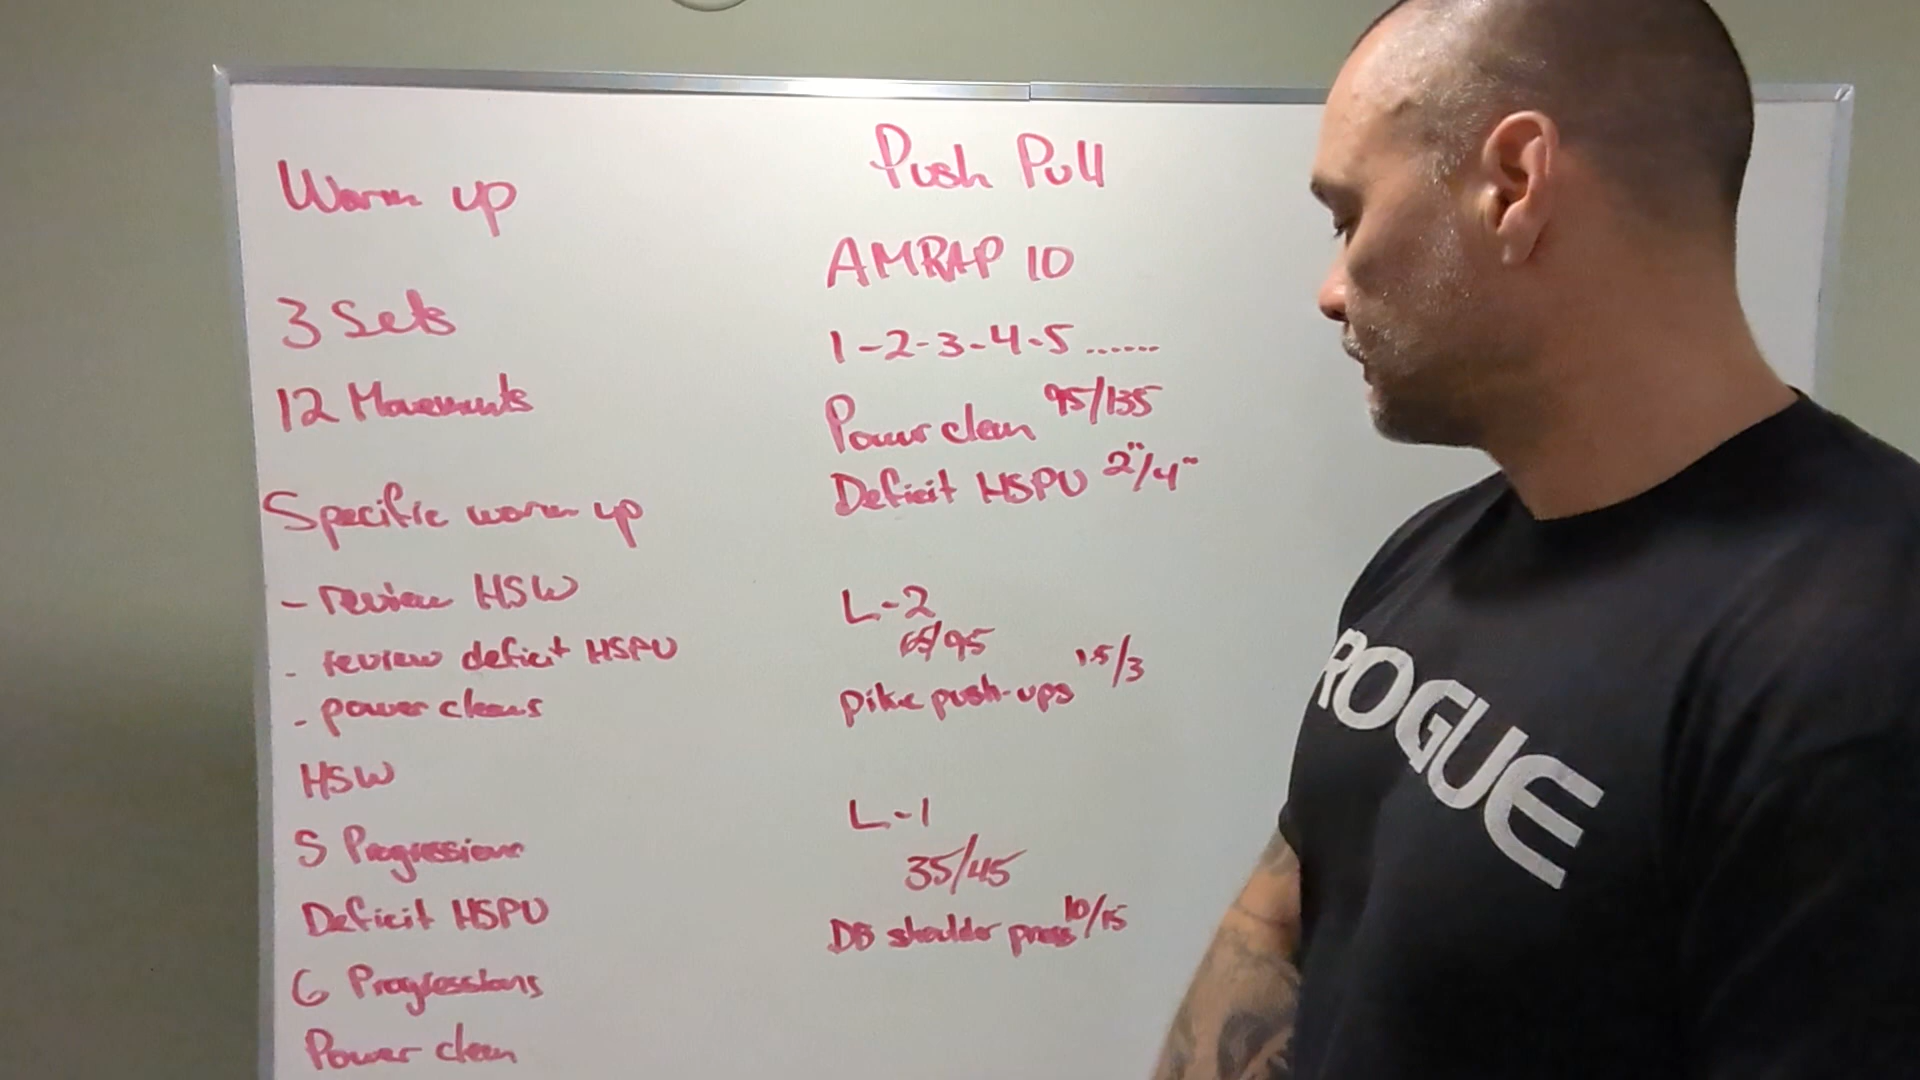 Warm up
3 Sets
12 Movements
Specific warm up
- review HSW
- review deficit HSPU
- power cleans
HSW
5 Progressions
Deficit HSPU
6 Progressions
Power clean
Push Pull
AMRAP 10
1-2-3-4-5......
Power clean 95/135
Deficit HSPU 2"/4"
L-2
65/95
pike push-ups 1.5/3
L-1
35/45
DB shoulder press 10/15
ROGUE